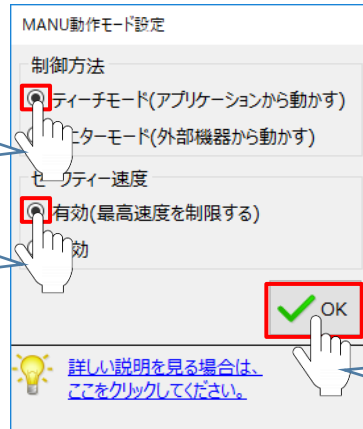 MANU動作モード設定
制御方法
ティーチモード(アプリケーションから動かす)
ターモード(外部機器から動かす)
セーフティー速度
有効(最高速度を制限する)
効
OK
詳しい説明を見る場合は、
ここをクリックしてください。